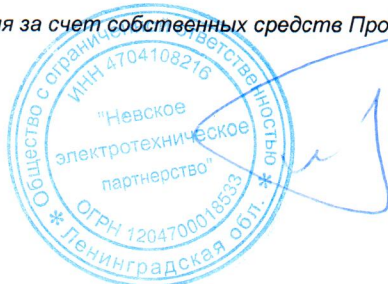 я за счет собственных средств Про
Общество с ограниченной ответственностью
ИНН 4704108216
"Невское
электротехническое
партнерство"
ОГРН 1204700018533
* Ленинградская обл. *